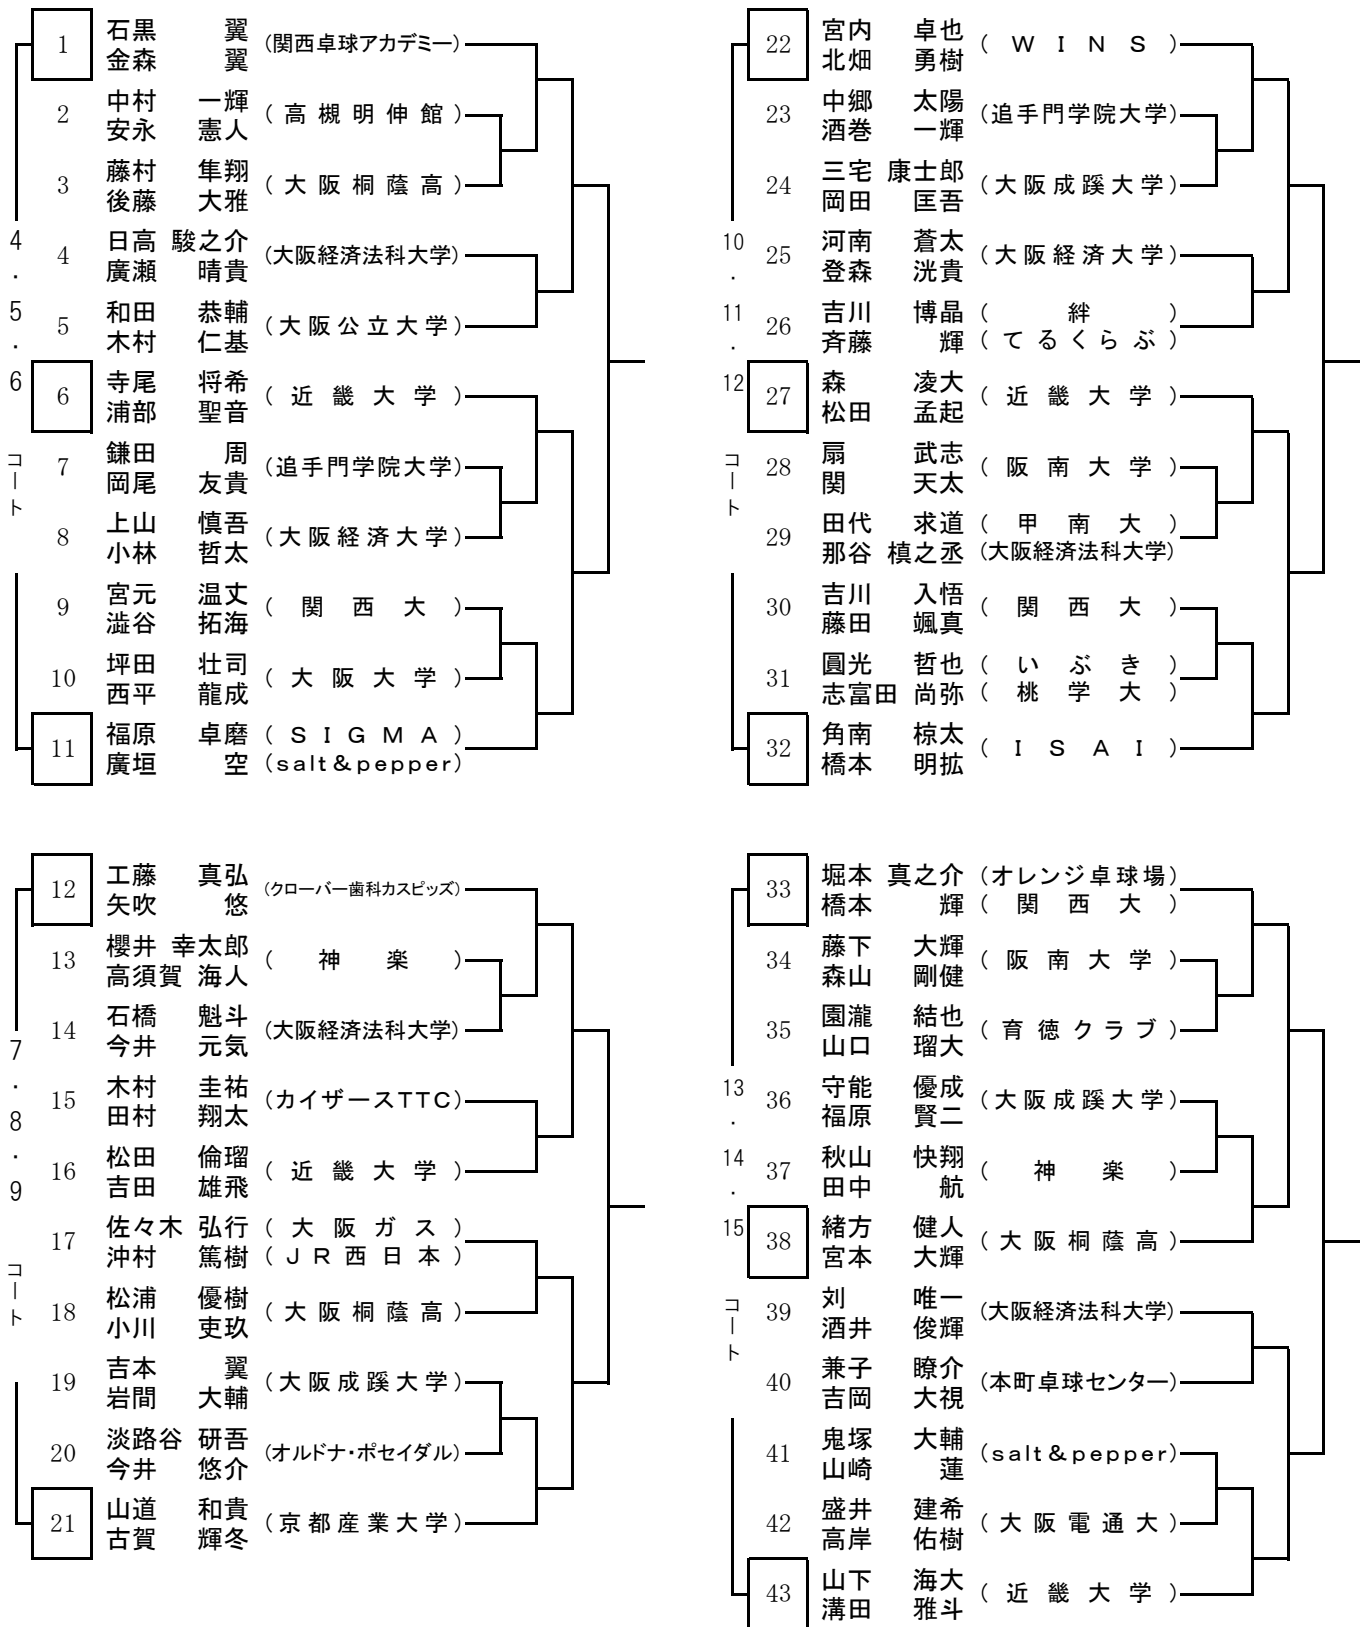 1 石黒 翼 (関西卓球アカデミー)
金森 翼
2 中村 一輝 (高槻明伸館)
安永 憲人
3 藤村 隼翔 (大阪桐蔭高)
後藤 大雅
4 日高 駿之介 (大阪経済法科大学)
廣瀬 晴貴
5 和田 恭輔 (大阪公立大学)
木村 仁基
6 寺尾 将希 (近畿大学)
浦部 聖音
7 鎌田 周 (追手門学院大学)
岡尾 友貴
8 上山 慎吾 (大阪経済大学)
小林 哲太
9 宮元 温丈 (関西大)
澁谷 拓海
10 坪田 壮司 (大阪大学)
西平 龍成
11 福原 卓磨 (SIGMA)
廣垣 空 (salt&pepper)
4・5・6コート
12 工藤 真弘 (クローバー歯科カスピッズ)
矢吹 悠
13 櫻井 幸太郎 (神楽)
高須賀 海人
14 石橋 魁斗 (大阪経済法科大学)
今井 元気
15 木村 圭祐 (カイザースTTC)
田村 翔太
16 松田 倫瑠 (近畿大学)
吉田 雄飛
17 佐々木 弘行 (大阪ガス)
沖村 篤樹 (JR西日本)
18 松浦 優樹 (大阪桐蔭高)
小川 吏玖
19 吉本 翼 (大阪成蹊大学)
岩間 大輔
20 淡路谷 研吾 (オルドナ・ポセイダル)
今井 悠介
21 山道 和貴 (京都産業大学)
古賀 輝冬
7・8・9コート
22 宮内 卓也 (WINS)
北畑 勇樹
23 中郷 太陽 (追手門学院大学)
酒巻 一輝
24 三宅 康士郎 (大阪成蹊大学)
岡田 匡吾
25 河南 蒼太 (大阪経済大学)
登森 洸貴
26 吉川 博晶 (絆)
斉藤 輝 (てるくらぶ)
27 森 凌大 (近畿大学)
松田 孟起
28 扇 武志 (阪南大学)
関 天太
29 田代 求道 (甲南大)
那谷 槙之丞 (大阪経済法科大学)
30 吉川 入悟 (関西大)
藤田 颯真
31 圓光 哲也 (いぶき)
志富田 尚弥 (桃学大)
32 角南 椋太 (ISAI)
橋本 明拡
10・11・12コート
33 堀本 真之介 (オレンジ卓球場)
橋本 輝 (関西大)
34 藤下 大輝 (阪南大学)
森山 剛健
35 園瀧 結也 (育徳クラブ)
山口 瑠大
36 守能 優成 (大阪成蹊大学)
福原 賢二
37 秋山 快翔 (神楽)
田中 航
38 緒方 健人 (大阪桐蔭高)
宮本 大輝
39 刘 唯一 (大阪経済法科大学)
酒井 俊輝
40 兼子 瞭介 (本町卓球センター)
吉岡 大視
41 鬼塚 大輔 (salt&pepper)
山崎 蓮
42 盛井 建希 (大阪電通大)
高岸 佑樹
43 山下 海大 (近畿大学)
溝田 雅斗
13・14・15コート